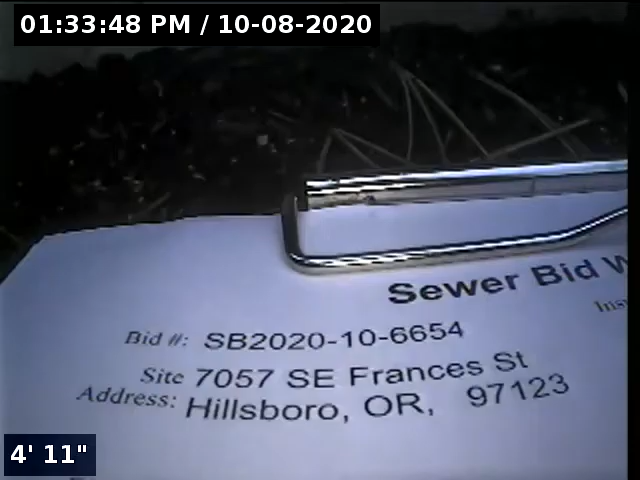 01:33:48 PM / 10-08-2020
Sewer Bid
Bid #: SB2020-10-6654
Site 7057 SE Frances St
Address: Hillsboro, OR, 97123
4' 11"